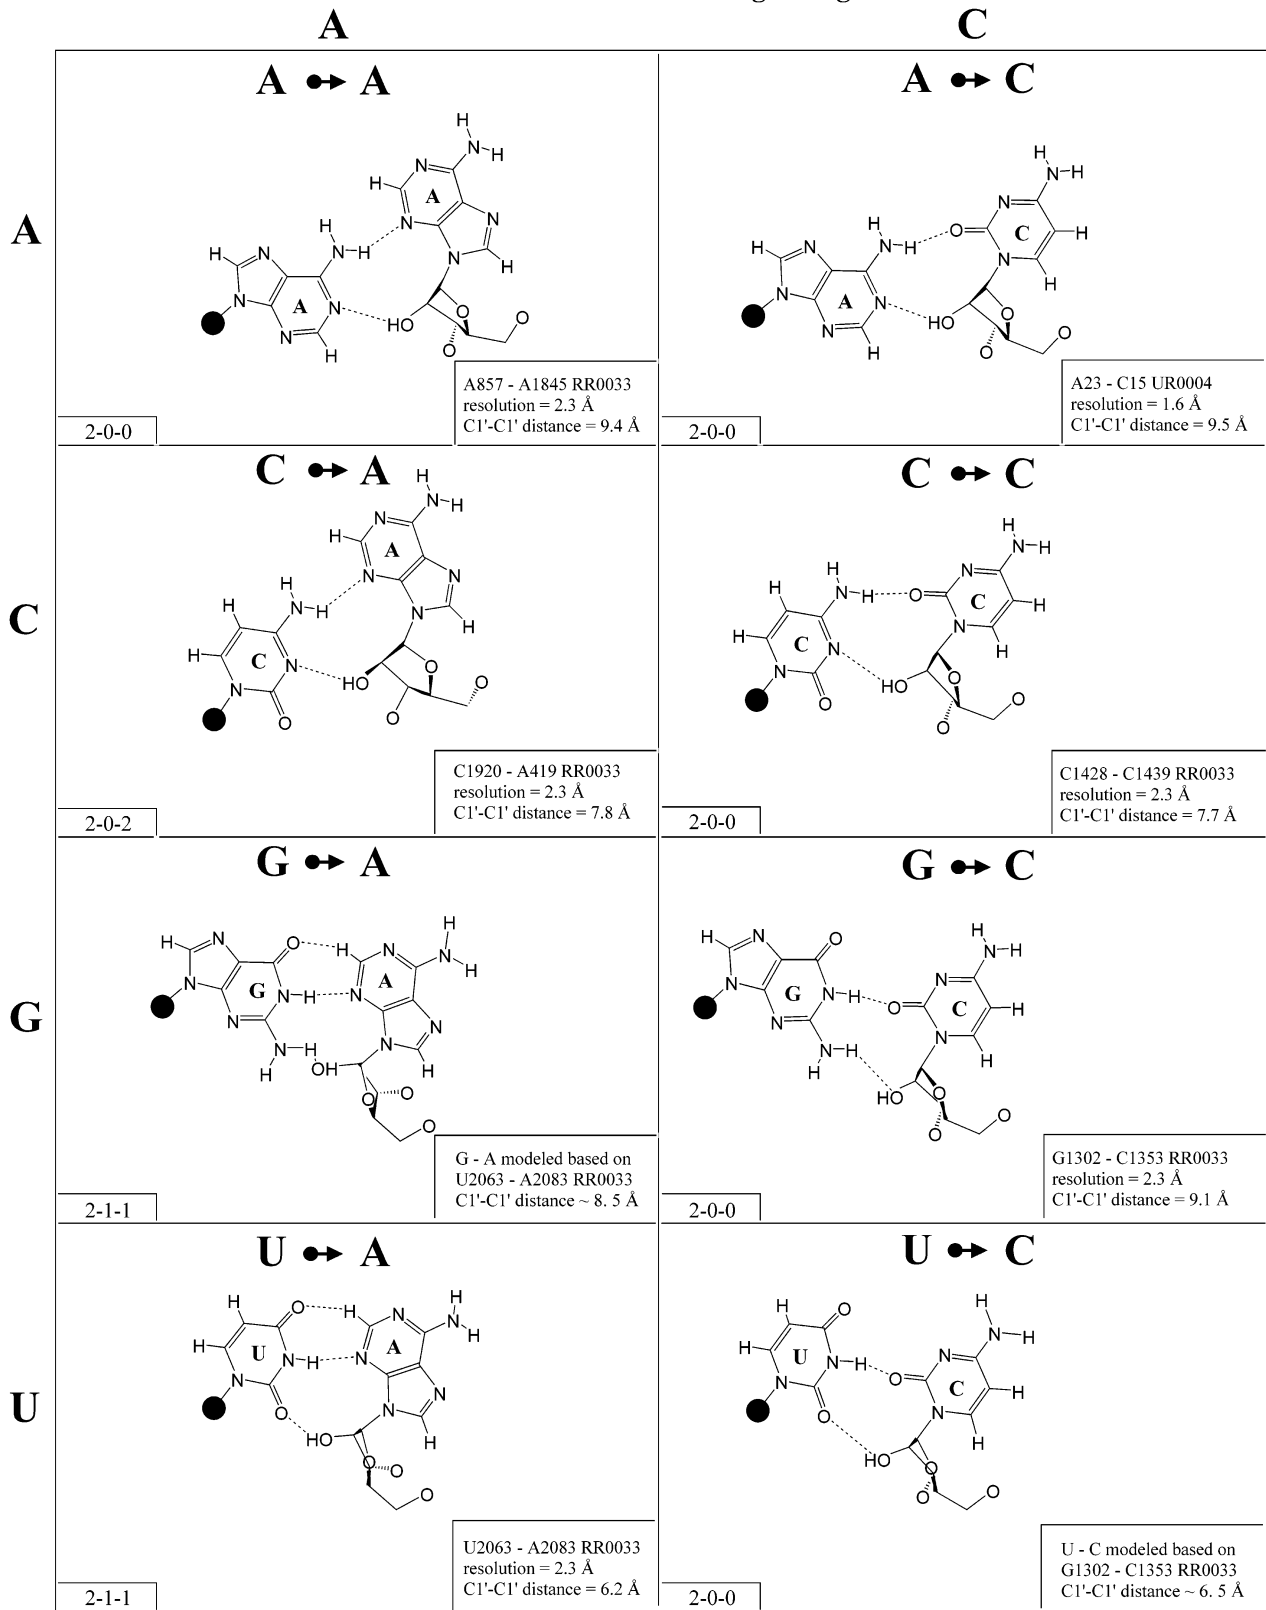 A
C
A
A A
A C
A857 - A1845 RR0033
resolution = 2.3 Å
C1'-C1' distance = 9.4 Å
2-0-0
A23 - C15 UR0004
resolution = 1.6 Å
C1'-C1' distance = 9.5 Å
2-0-0
C
C A
C C
C1920 - A419 RR0033
resolution = 2.3 Å
C1'-C1' distance = 7.8 Å
2-0-2
C1428 - C1439 RR0033
resolution = 2.3 Å
C1'-C1' distance = 7.7 Å
2-0-0
G
G A
G C
G - A modeled based on
U2063 - A2083 RR0033
C1'-C1' distance ~ 8. 5 Å
2-1-1
G1302 - C1353 RR0033
resolution = 2.3 Å
C1'-C1' distance = 9.1 Å
2-0-0
U
U A
U C
U2063 - A2083 RR0033
resolution = 2.3 Å
C1'-C1' distance = 6.2 Å
2-1-1
U - C modeled based on
G1302 - C1353 RR0033
C1'-C1' distance ~ 6. 5 Å
2-0-0